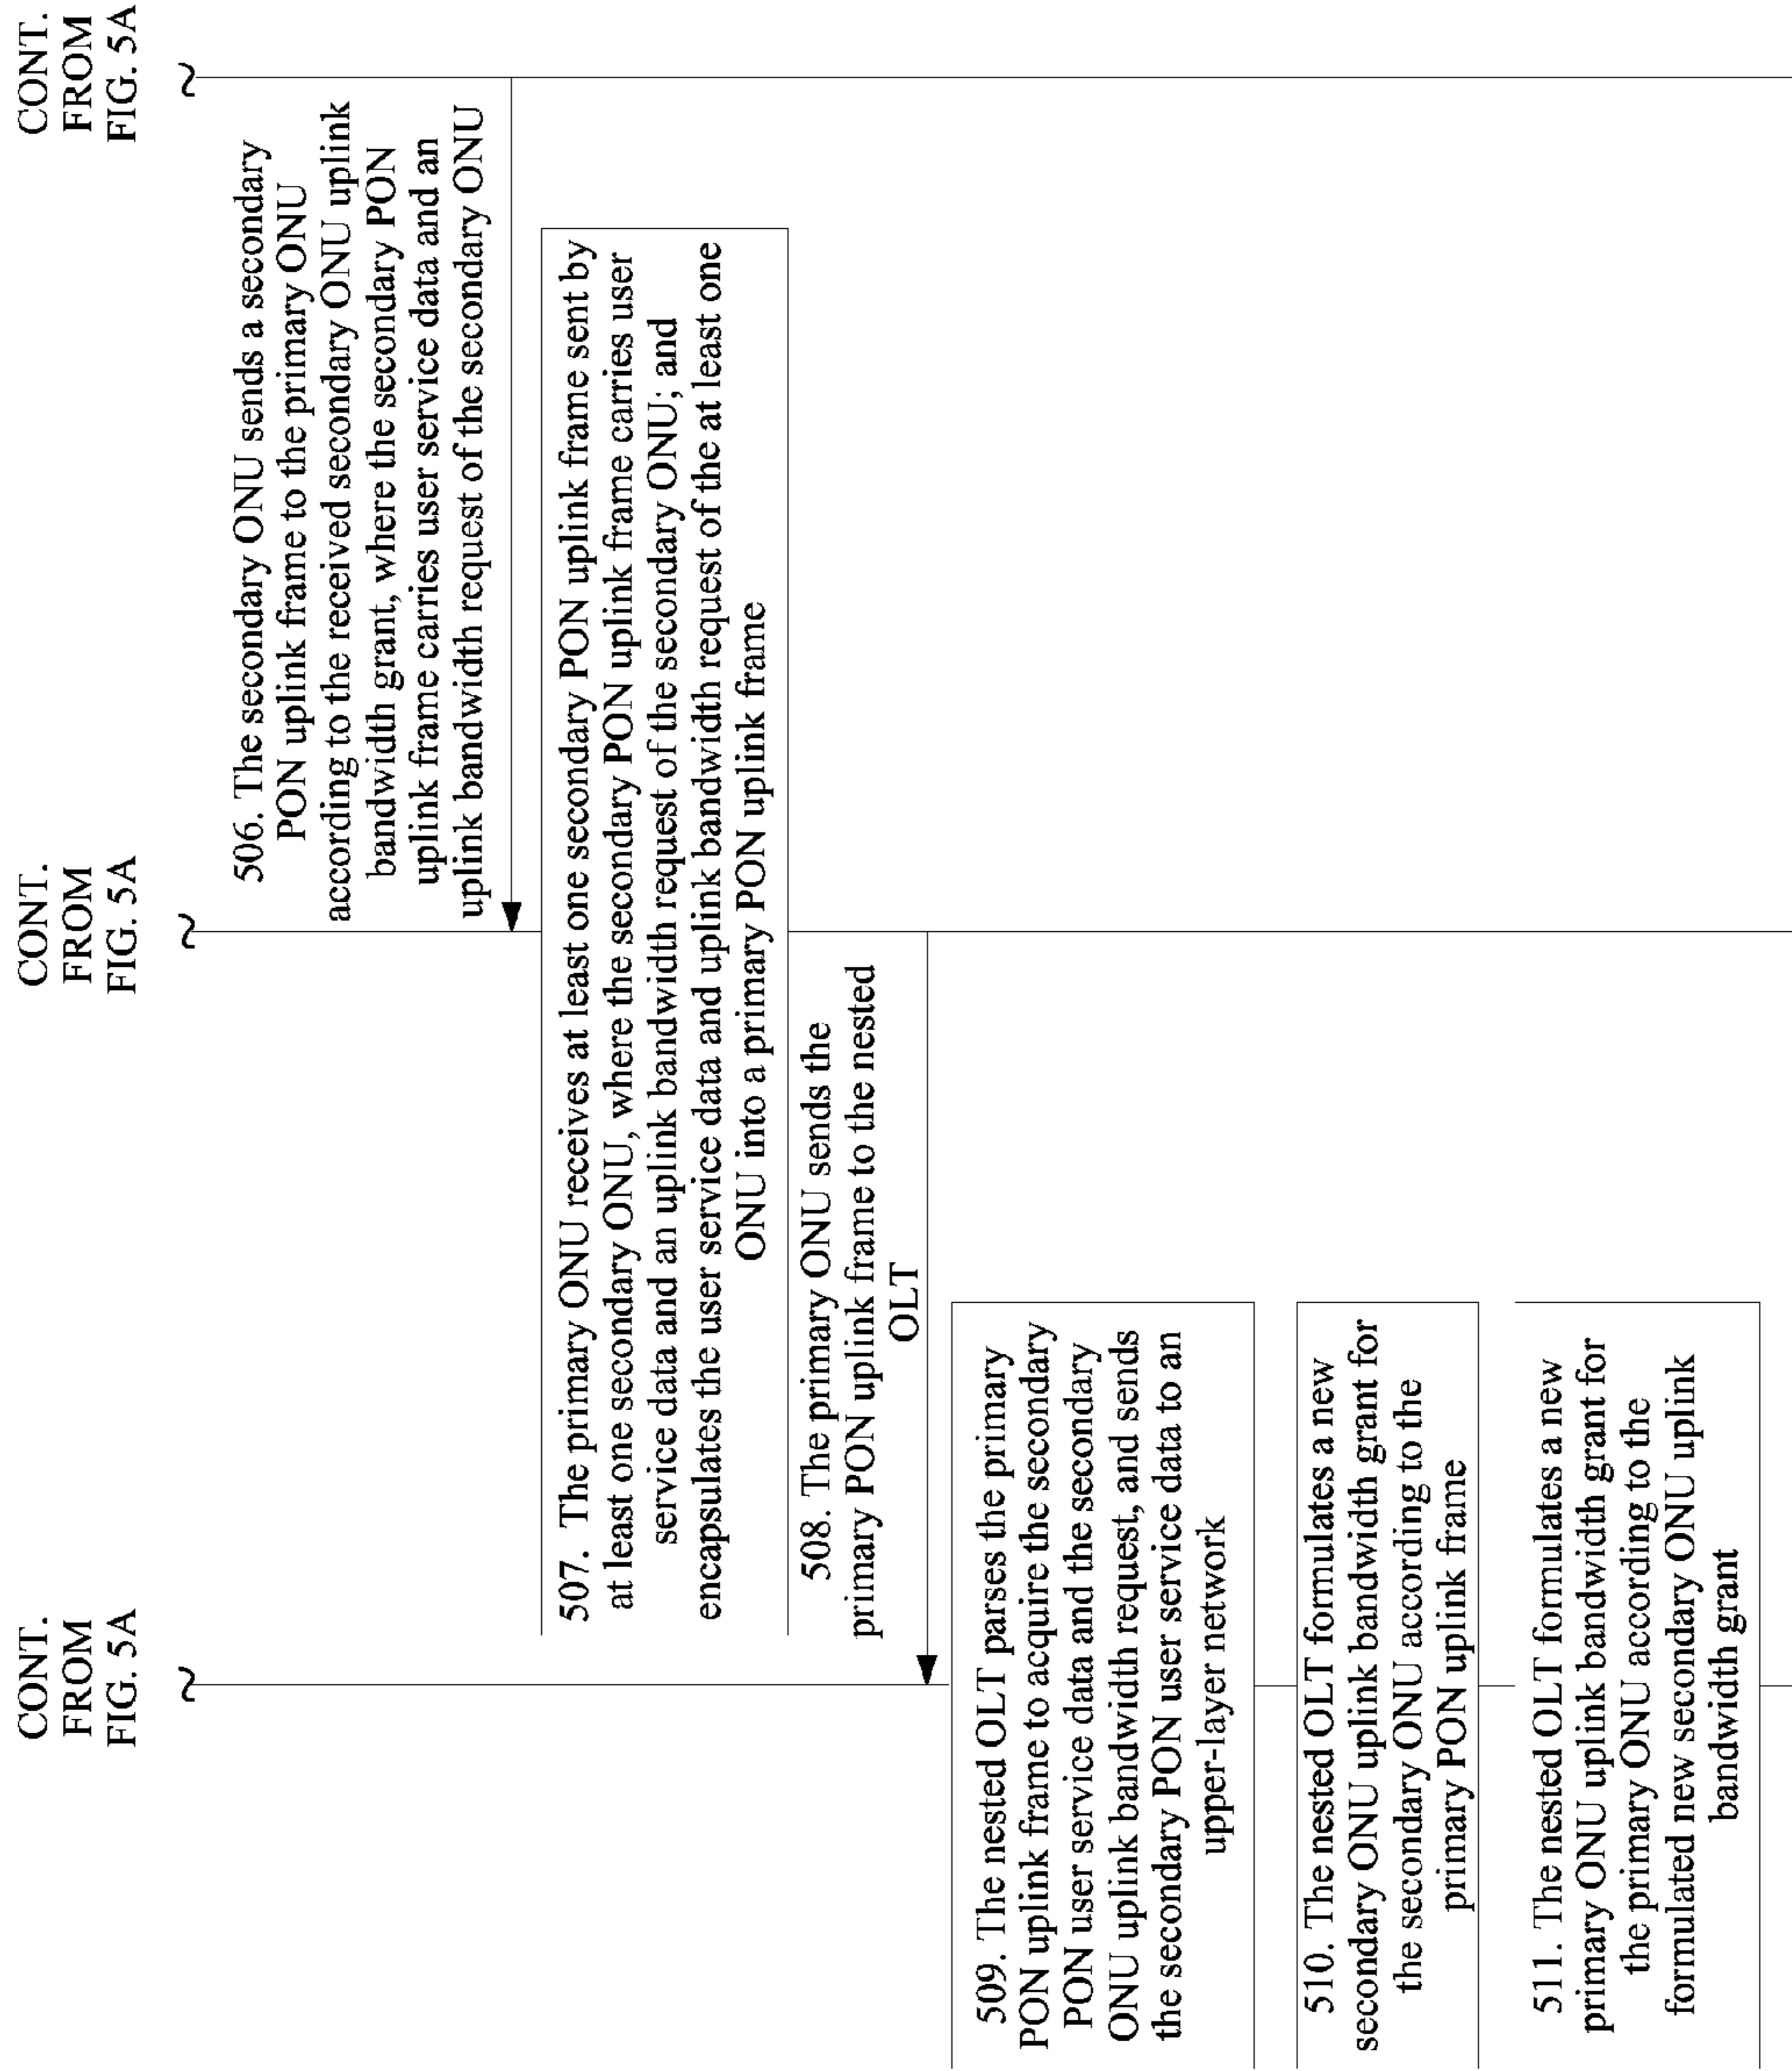 CONT.
FROM
FIG. 5A
CONT.
FROM
FIG. 5A
CONT.
FROM
FIG. 5A
506. The secondary ONU sends a secondary
PON uplink frame to the primary ONU
according to the received secondary ONU uplink
bandwidth grant, where the secondary PON
uplink frame carries user service data and an
uplink bandwidth request of the secondary ONU
507. The primary ONU receives at least one secondary PON uplink frame sent by
at least one secondary ONU, where the secondary PON uplink frame carries user
service data and an uplink bandwidth request of the secondary ONU; and
encapsulates the user service data and uplink bandwidth request of the at least one
ONU into a primary PON uplink frame
508. The primary ONU sends the
primary PON uplink frame to the nested
OLT
509. The nested OLT parses the primary
PON uplink frame to acquire the secondary
PON user service data and the secondary
ONU uplink bandwidth request, and sends
the secondary PON user service data to an
upper-layer network
510. The nested OLT formulates a new
secondary ONU uplink bandwidth grant for
the secondary ONU according to the
primary PON uplink frame
511. The nested OLT formulates a new
primary ONU uplink bandwidth grant for
the primary ONU according to the
formulated new secondary ONU uplink
bandwidth grant